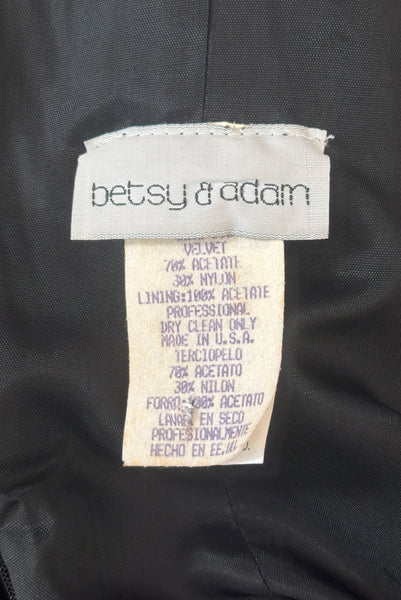 betsy & adam
VELVET
70% ACETATE
30% NYLON
LINING:100% ACETATE
PROFESSIONAL
DRY CLEAN ONLY
MADE IN U.S.A.
TERCIOPELO
70% ACETATO
30% NILON
FORRO:100% ACETATO
LAVAR EN SECO
PROFESIONALMENTE
HECHO EN EE.UU.